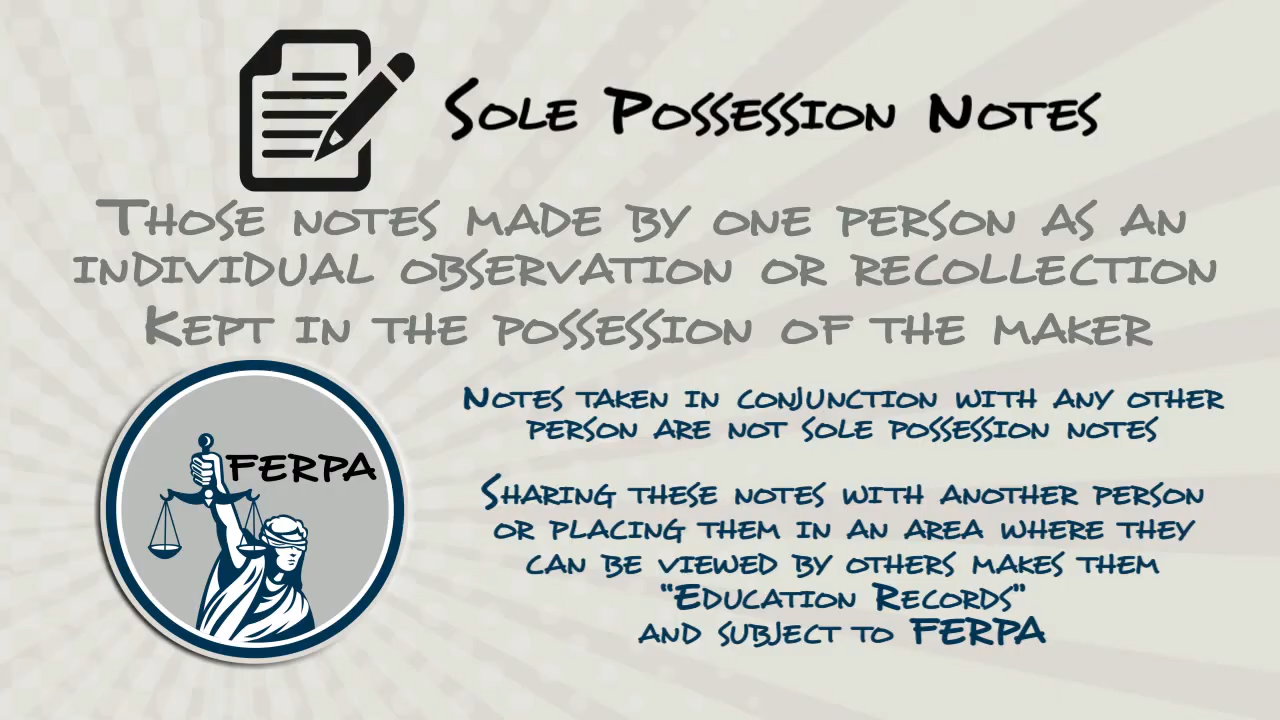 Sole Possession Notes
Those notes made by one person as an
individual observation or recollection
Kept in the possession of the maker
Notes taken in conjunction with any other
person are not sole possession notes
FERPA
Sharing these notes with another person
or placing them in an area where they
can be viewed by others makes them
"Education Records"
and subject to FERPA